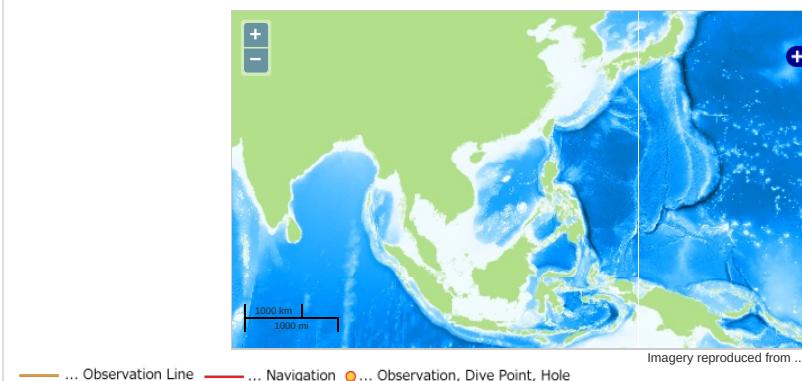 +
−
+
1000 km
1000 mi
Imagery reproduced from ...
... Observation Line ... Navigation ... Observation, Dive Point, Hole